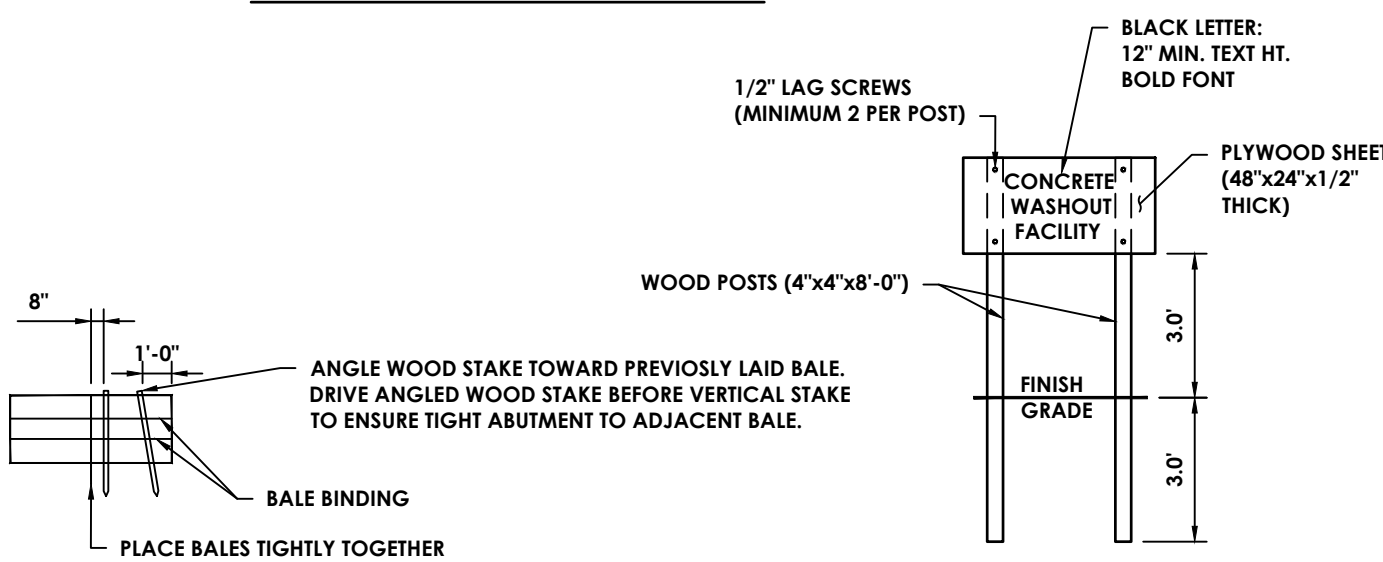 BLACK LETTER:
12" MIN. TEXT HT.
BOLD FONT
1/2" LAG SCREWS
(MINIMUM 2 PER POST)
PLYWOOD SHEET
(48"x24"x1/2"
THICK)
CONCRETE
WASHOUT
FACILITY
WOOD POSTS (4"x4"x8'-0")
3.0'
FINISH
GRADE
3.0'
8"
1'-0"
ANGLE WOOD STAKE TOWARD PREVIOSLY LAID BALE.
DRIVE ANGLED WOOD STAKE BEFORE VERTICAL STAKE
TO ENSURE TIGHT ABUTMENT TO ADJACENT BALE.
BALE BINDING
PLACE BALES TIGHTLY TOGETHER